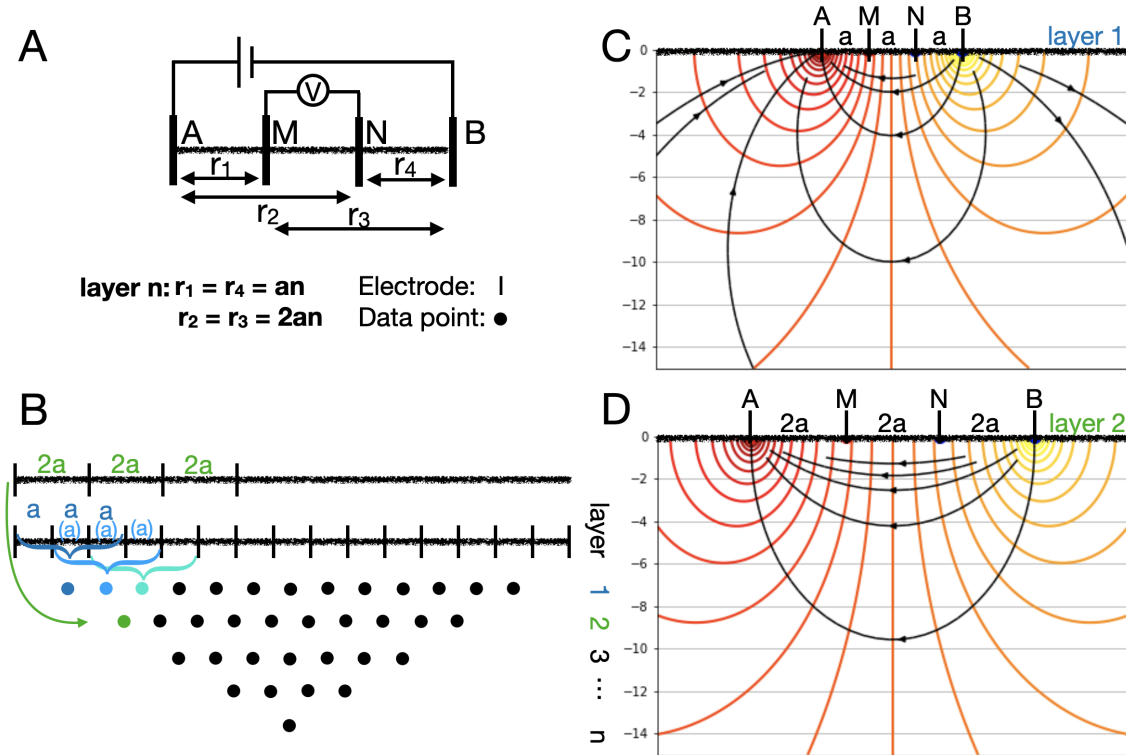 A
V
A M N B
r1 r4
r2 r3
layer n: r1 = r4 = an
r2 = r3 = 2an
Electrode: I
Data point: ●
B
2a 2a 2a
a a a
(a) (a) (a)
layer 1 2 3 ... n
C
A M N B
a a a
layer 1
0
−2
−4
−6
−8
−10
−12
−14
D
A M N B
2a 2a 2a
layer 2
0
−2
−4
−6
−8
−10
−12
−14